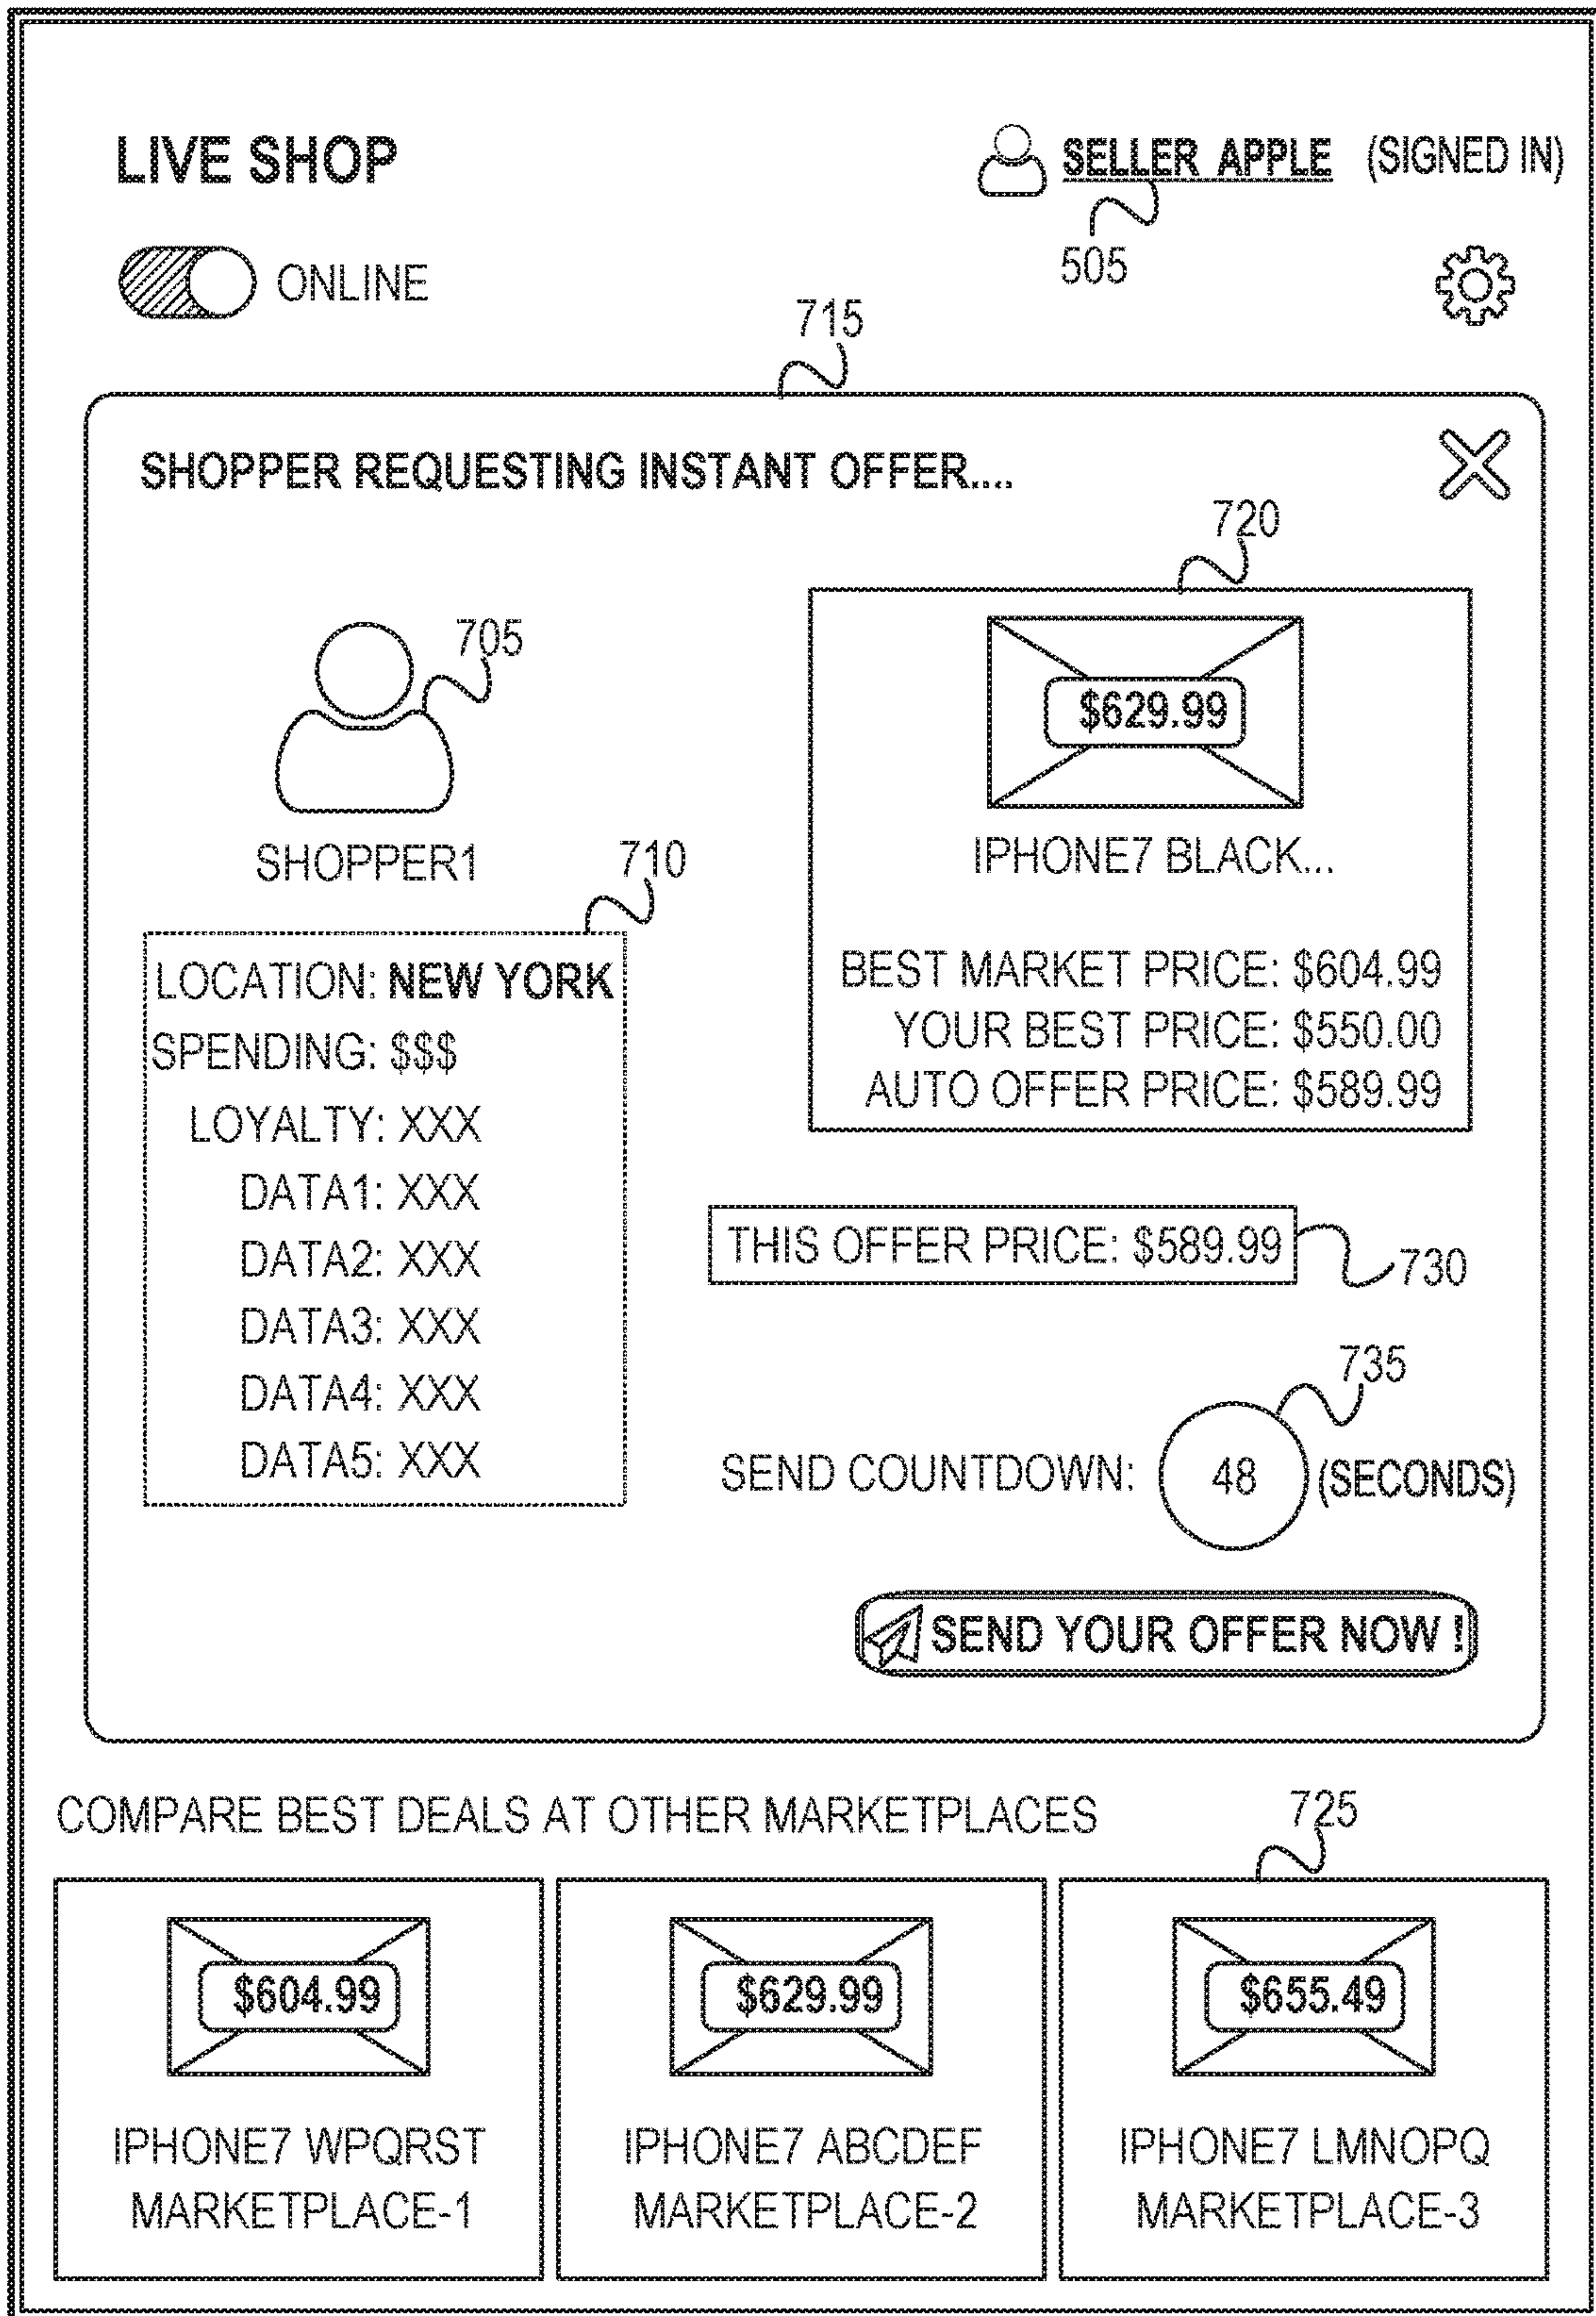 LIVE SHOP
SELLER APPLE (SIGNED IN)
505
ONLINE
715
SHOPPER REQUESTING INSTANT OFFER....
720
705
$629.99
SHOPPER1
IPHONE7 BLACK...
710
LOCATION: NEW YORK
SPENDING: $$$
LOYALTY: XXX
DATA1: XXX
DATA2: XXX
DATA3: XXX
DATA4: XXX
DATA5: XXX
BEST MARKET PRICE: $604.99
YOUR BEST PRICE: $550.00
AUTO OFFER PRICE: $589.99
THIS OFFER PRICE: $589.99
730
735
SEND COUNTDOWN: 48 (SECONDS)
SEND YOUR OFFER NOW !
COMPARE BEST DEALS AT OTHER MARKETPLACES
725
$604.99
IPHONE7 WPQRST
MARKETPLACE-1
$629.99
IPHONE7 ABCDEF
MARKETPLACE-2
$655.49
IPHONE7 LMNOPQ
MARKETPLACE-3